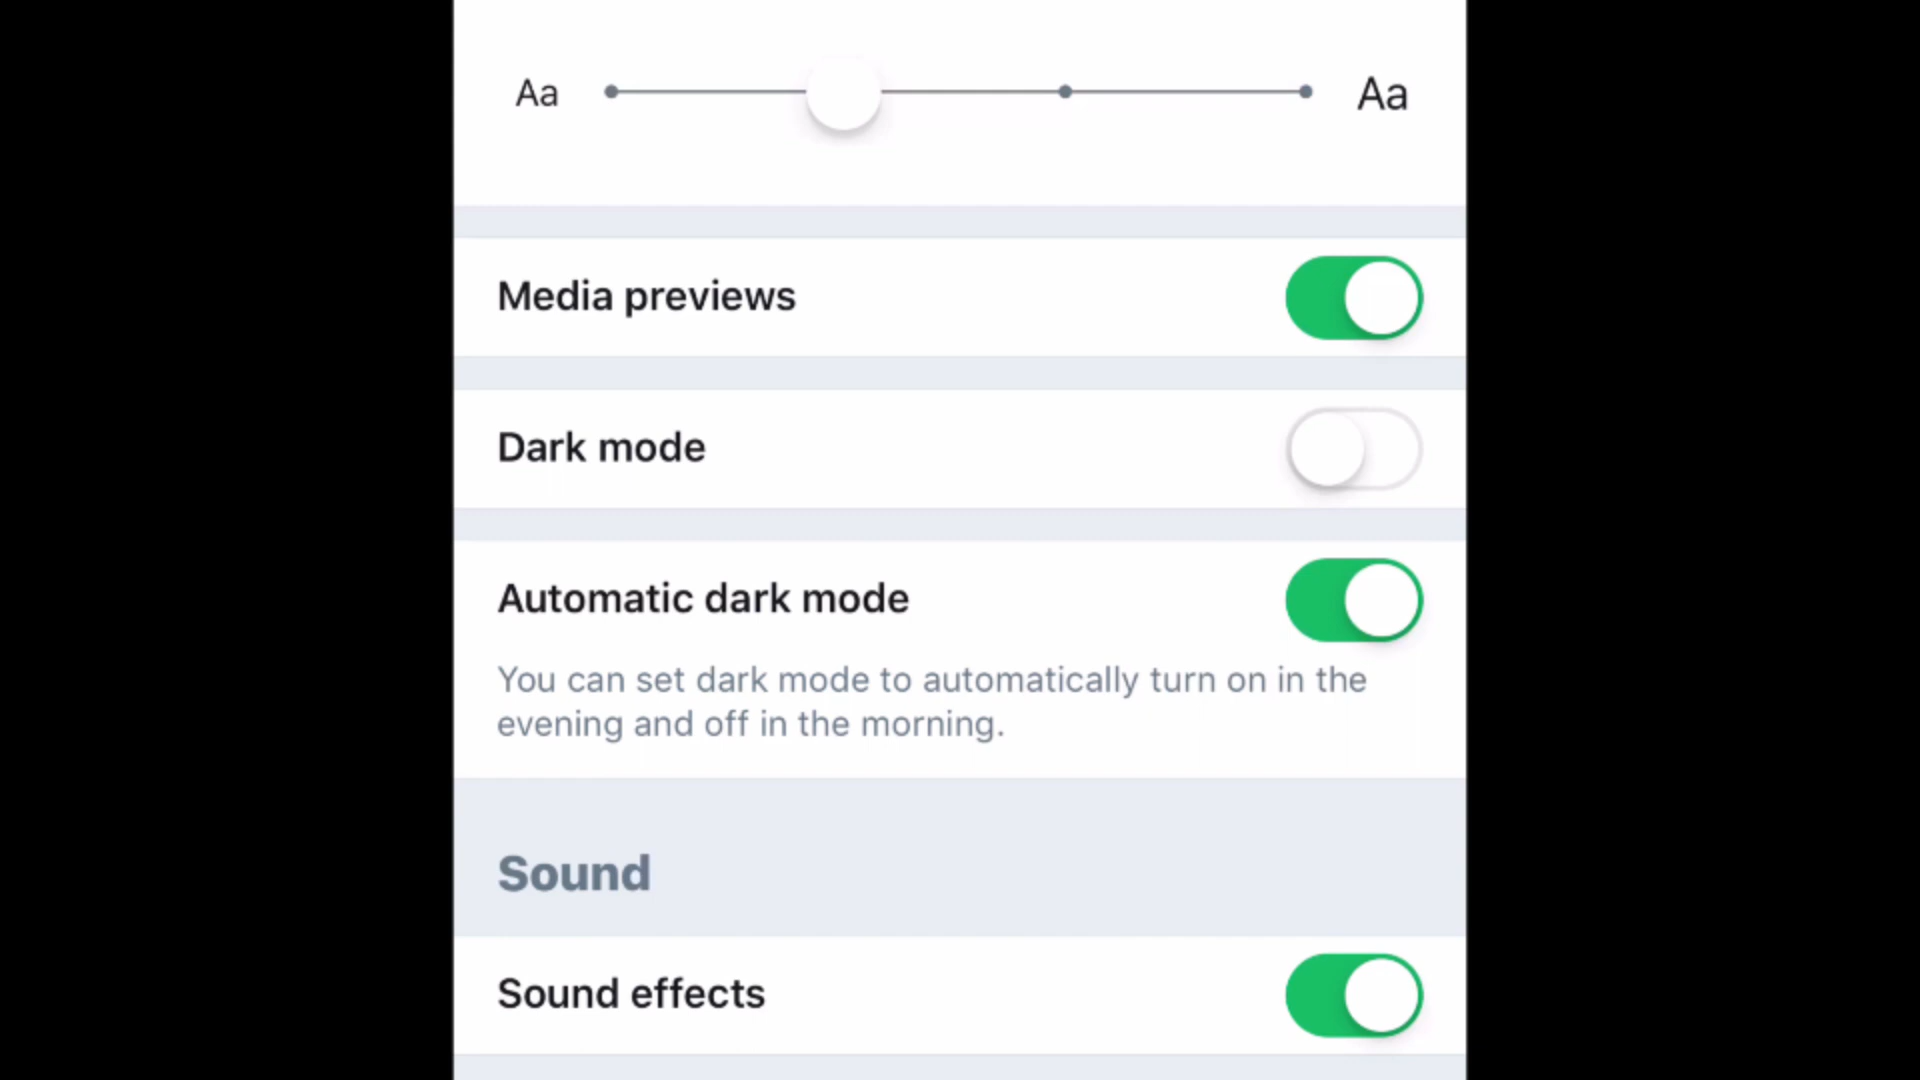 Aa Aa
Media previews
Dark mode
Automatic dark mode
You can set dark mode to automatically turn on in the
evening and off in the morning.
Sound
Sound effects